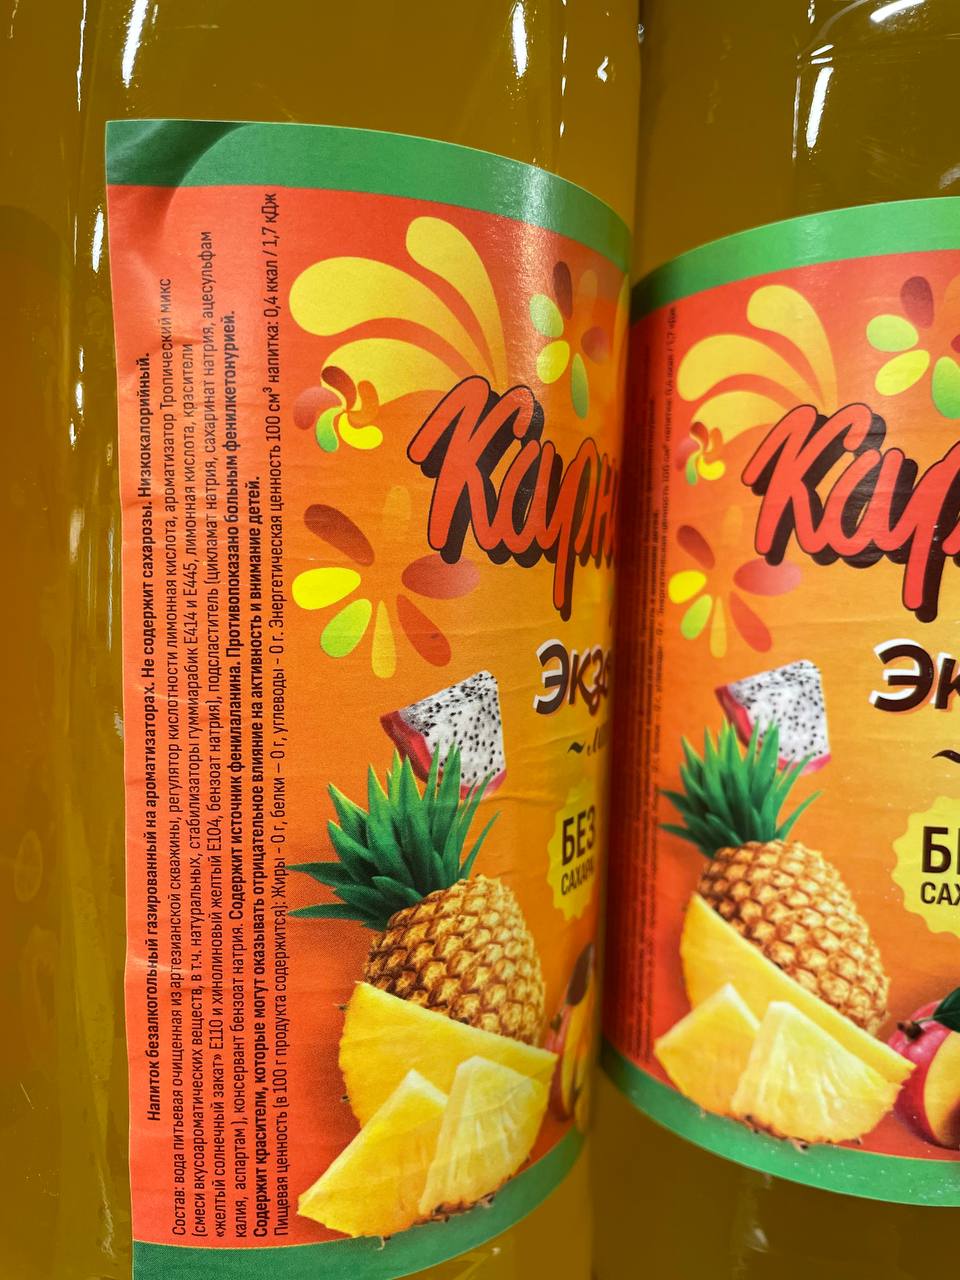 Напиток безалкогольный газированный на ароматизаторах. Не содержит сахарозы. Низкокалорийный.
Состав: вода питьевая очищенная из артезианской скважины, регулятор кислотности лимонная кислота, ароматизатор Тропический микс
(смеси вкусоароматических веществ, в т.ч. натуральных, стабилизаторы гуммиарабик Е414 и Е445, лимонная кислота, красители
«желтый солнечный закат» Е110 и хинолиновый желтый Е104, бензоат натрия), подсластитель (цикламат натрия, сахаринат натрия, ацесульфам
калия, аспартам ), консервант бензоат натрия. Содержит источник фенилаланина. Противопоказано больным фенилкетонурией.
Содержит красители, которые могут оказывать отрицательное влияние на активность и внимание детей.
Пищевая ценность (в 100 г продукта содержится): Жиры – 0 г, белки – 0 г, углеводы – 0 г. Энергетическая ценность 100 см³ напитка: 0,4 ккал / 1,7 кДж
Карн
Экзо
БЕЗ
САХАРА
Кар
Эк
БЕ
САХ